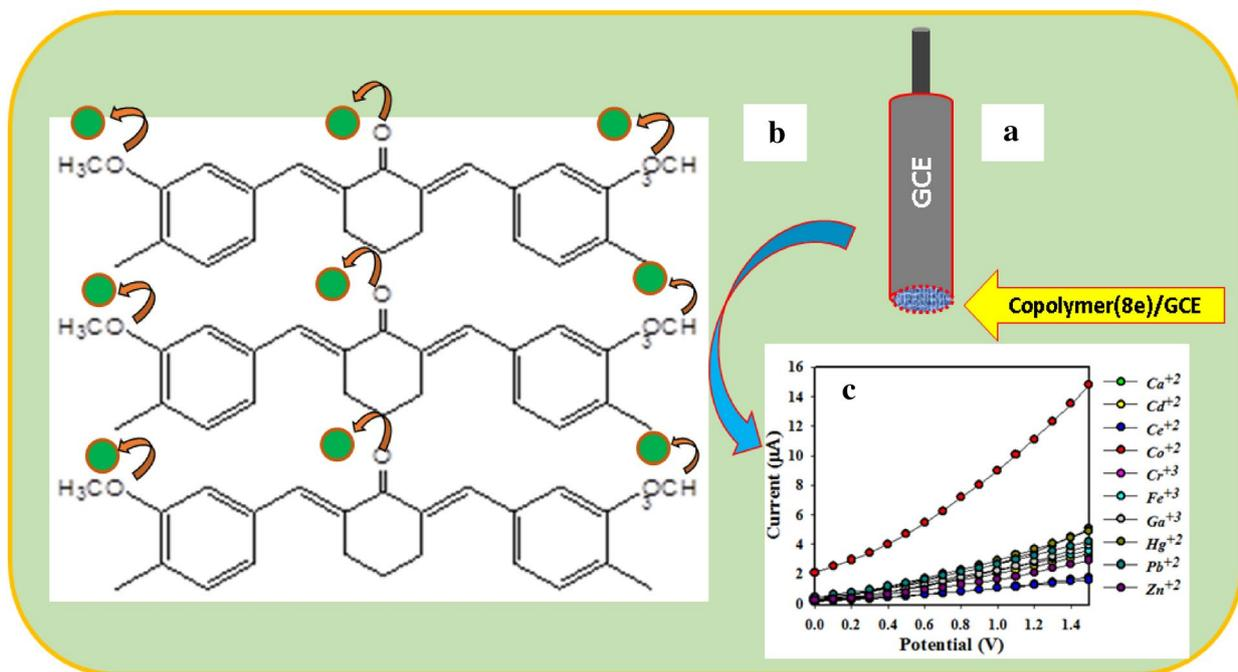 b
a
GCE
Copolymer(8e)/GCE
O
H₃CO
OCH
3
O
H₃CO
OCH
3
O
H₃CO
OCH
3
c
16
14
12
10
8
6
4
2
0
Current (µA)
0.0 0.2 0.4 0.6 0.8 1.0 1.2 1.4
Potential (V)
Ca⁺²
Cd⁺²
Ce⁺²
Co⁺²
Cr⁺³
Fe⁺³
Ga⁺³
Hg⁺²
Pb⁺²
Zn⁺²